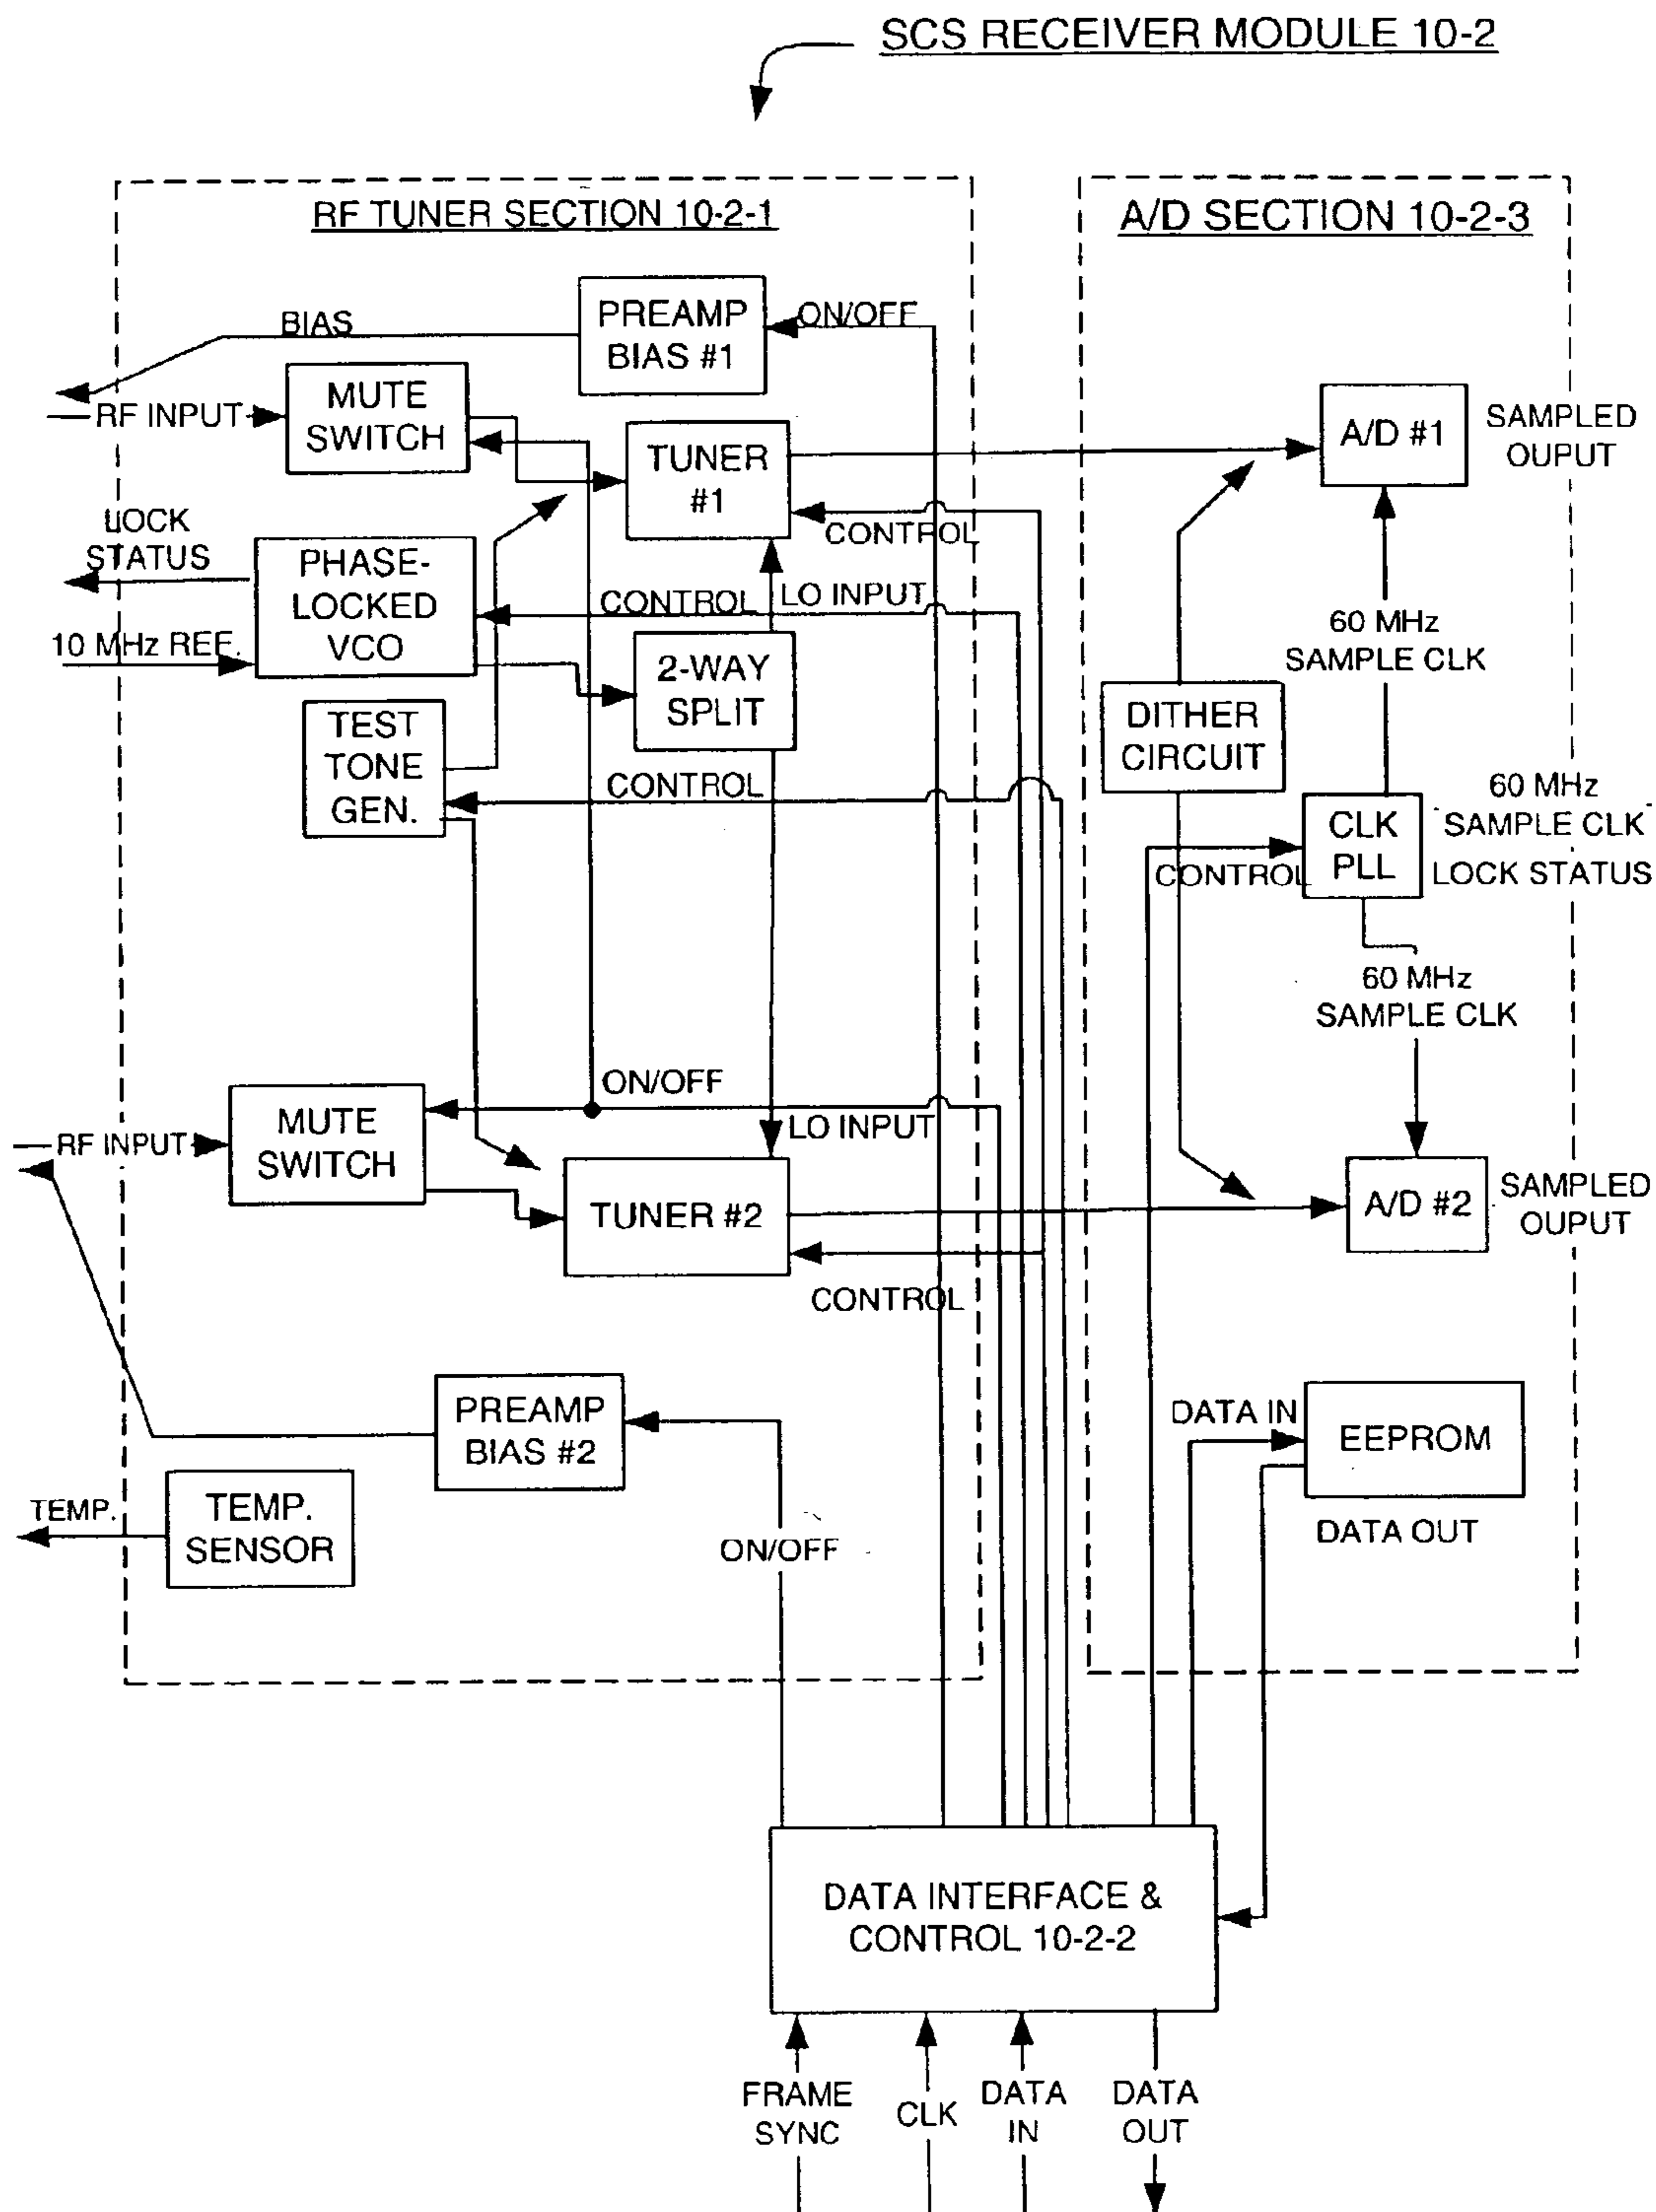 SCS RECEIVER MODULE 10-2
RF TUNER SECTION 10-2-1
A/D SECTION 10-2-3
PREAMP
BIAS #1
ON/OFF
BIAS
RF INPUT
MUTE
SWITCH
TUNER
#1
CONTROL
A/D #1
SAMPLED
OUPUT
LOCK
STATUS
PHASE-
LOCKED
VCO
10 MHz REF.
CONTROL
LO INPUT
2-WAY
SPLIT
60 MHz
SAMPLE CLK
DITHER
CIRCUIT
TEST
TONE
GEN.
CONTROL
CLK
PLL
CONTROL
60 MHz
SAMPLE CLK
LOCK STATUS
60 MHz
SAMPLE CLK
ON/OFF
LO INPUT
RF INPUT
MUTE
SWITCH
TUNER #2
CONTROL
A/D #2
SAMPLED
OUPUT
PREAMP
BIAS #2
ON/OFF
TEMP.
TEMP.
SENSOR
DATA IN
EEPROM
DATA OUT
DATA INTERFACE &
CONTROL 10-2-2
FRAME
SYNC
CLK
DATA
IN
DATA
OUT